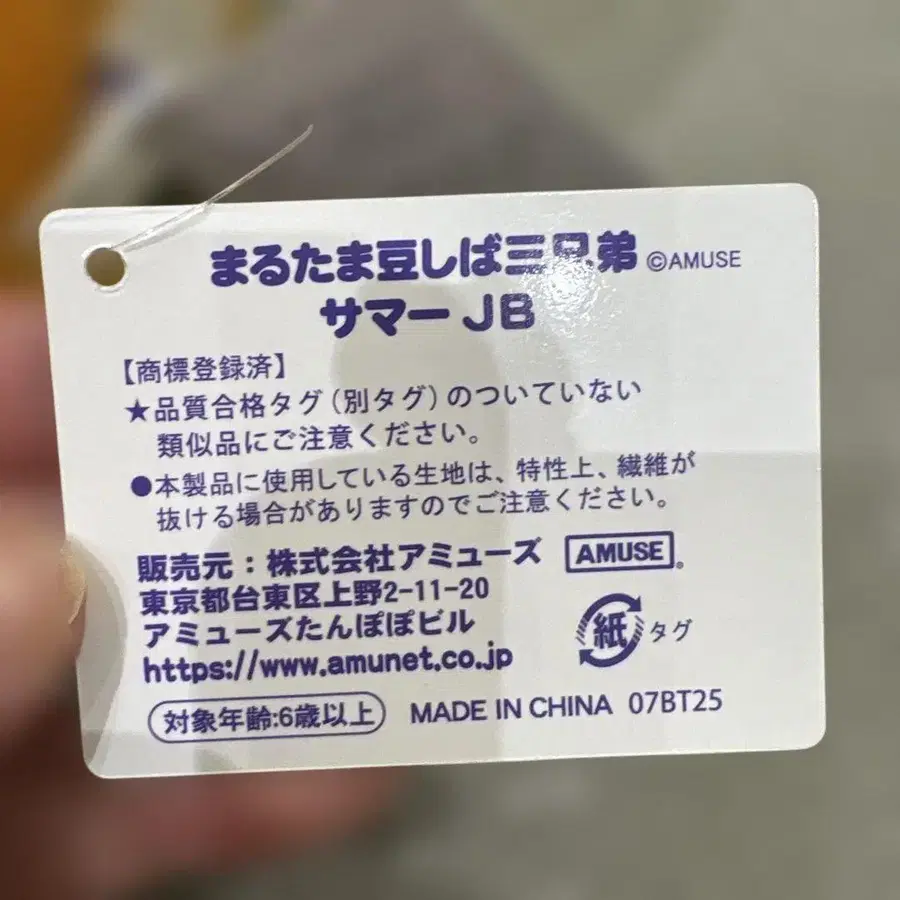 まるたま豆しば三兄弟 ©AMUSE
サマーJB
【商標登録済】
★品質合格タグ（別タグ）のついていない
類似品にご注意ください。
●本製品に使用している生地は、特性上、繊維が
抜ける場合がありますのでご注意ください。
販売元：株式会社アミューズ AMUSE
東京都台東区上野2-11-20
アミューズたんぽぽビル
紙 タグ
https://www.amunet.co.jp
対象年齢:6歳以上 MADE IN CHINA 07BT25